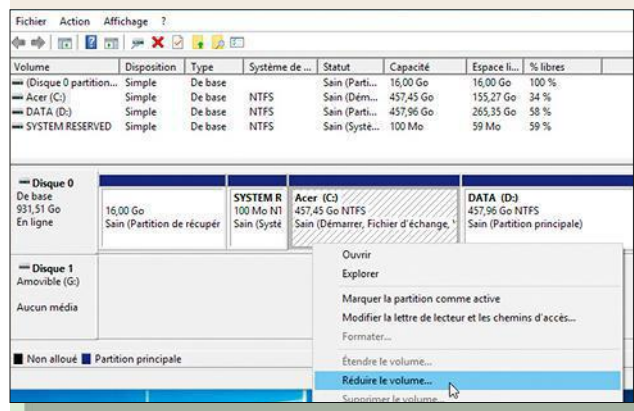 Fichier Action Affichage ?
Volume Disposition Type Système de ... Statut Capacité Espace li... % libres
(Disque 0 partition... Simple De base Sain (Parti... 16,00 Go 16,00 Go 100 %
Acer (C:) Simple De base NTFS Sain (Dém... 457,45 Go 155,27 Go 34 %
DATA (D:) Simple De base NTFS Sain (Parti... 457,96 Go 265,35 Go 58 %
SYSTEM RESERVED Simple De base NTFS Sain (Systè... 100 Mo 59 Mo 59 %
Disque 0
De base
931,51 Go
En ligne
16,00 Go
Sain (Partition de récupér
SYSTEM R
100 Mo NT
Sain (Systè
Acer (C:)
457,45 Go NTFS
Sain (Démarrer, Fichier d'échange,
DATA (D:)
457,96 Go NTFS
Sain (Partition principale)
Disque 1
Amovible (G:)
Aucun média
Ouvrir
Explorer
Marquer la partition comme active
Modifier la lettre de lecteur et les chemins d'accès...
Formater...
Étendre le volume...
Réduire le volume...
Supprimer le volume...
Non alloué Partition principale